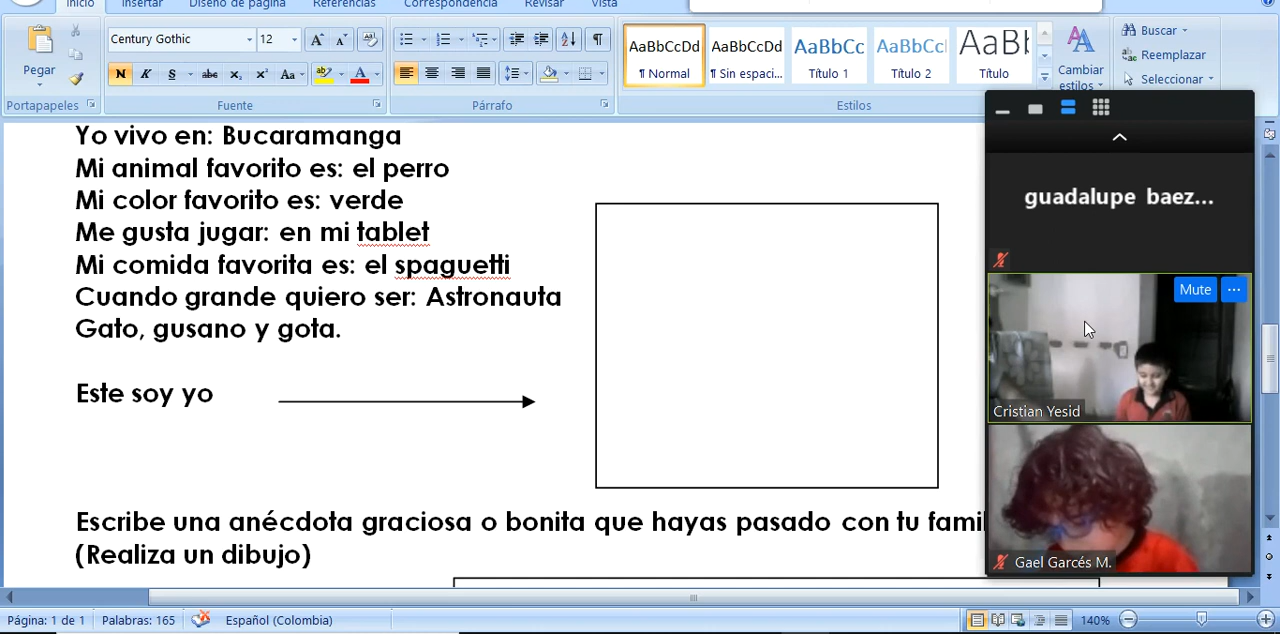 Inicio Insertar Diseño de página Referencias Correspondencia Revisar Vista
Century Gothic 12
Pegar
N K S abc x₂ x² Aa A
AaBbCcDd AaBbCcDd AaBbCc AaBbCcI AaBb
¶ Normal ¶ Sin espaci... Título 1 Título 2 Título
Cambiar estilos
Buscar
Reemplazar
Seleccionar
Portapapeles Fuente Párrafo Estilos
Yo vivo en: Bucaramanga
Mi animal favorito es: el perro
Mi color favorito es: verde
Me gusta jugar: en mi tablet
Mi comida favorita es: el spaguetti
Cuando grande quiero ser: Astronauta
Gato, gusano y gota.
Este soy yo
Escribe una anécdota graciosa o bonita que hayas pasado con tu famil
(Realiza un dibujo)
guadalupe baez...
Mute ...
Cristian Yesid
Gael Garcés M.
Página: 1 de 1 Palabras: 165 Español (Colombia) 140%